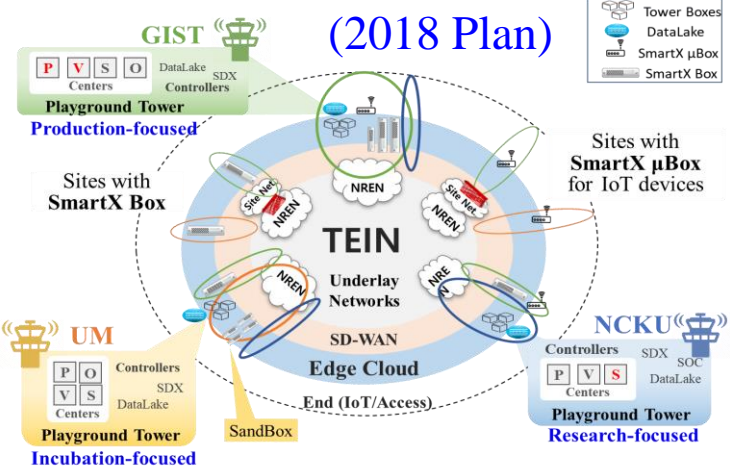 (2018 Plan)
Tower Boxes
DataLake
SmartX µBox
SmartX Box
GIST
P V S O
Centers
DataLake
SDX
Controllers
Playground Tower
Production-focused
Sites with
SmartX Box
Sites with
SmartX µBox
for IoT devices
NREN
Site Net.
NREN
Site Net.
NREN
TEIN
Underlay
Networks
NREN
NRE
N
SD-WAN
Edge Cloud
End (IoT/Access)
UM
P O
V S
Centers
Controllers
SDX
DataLake
Playground Tower
Incubation-focused
SandBox
NCKU
Controllers
SDX
SOC
P V S
DataLake
Centers
Playground Tower
Research-focused